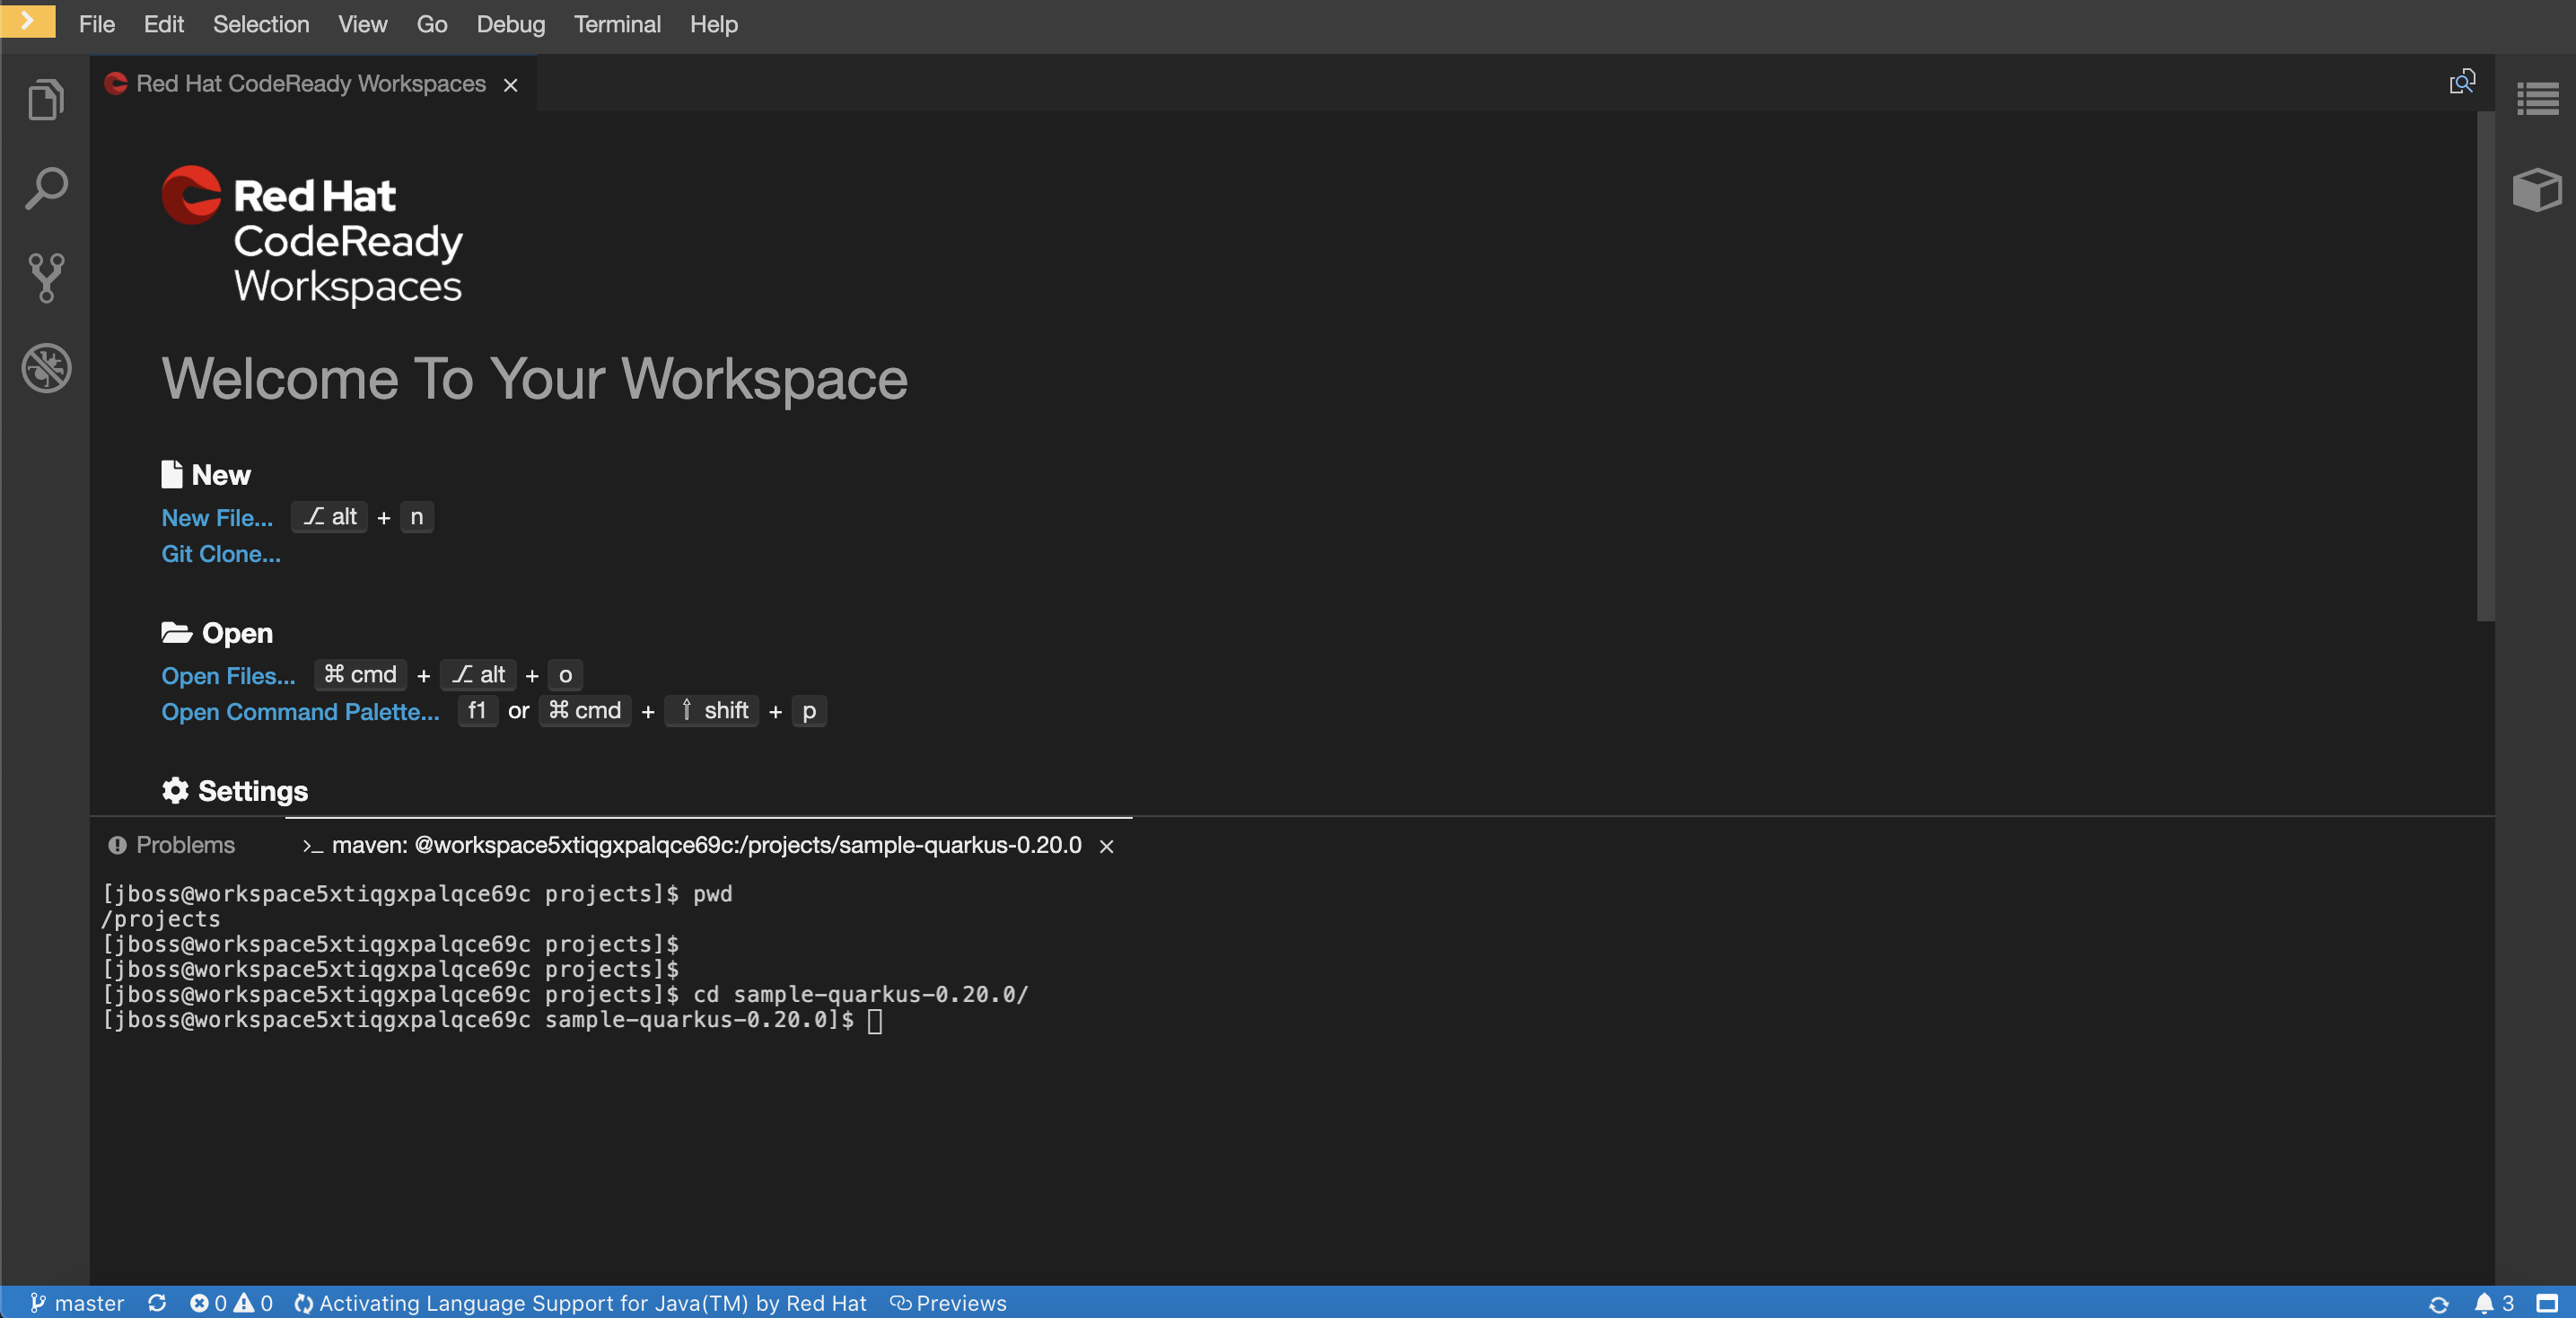 File Edit Selection View Go Debug Terminal Help
Red Hat CodeReady Workspaces ×
Red Hat
CodeReady
Workspaces
Welcome To Your Workspace
New
New File... ⌥ alt + n
Git Clone...
Open
Open Files... ⌘ cmd + ⌥ alt + o
Open Command Palette... f1 or ⌘ cmd + ⇧ shift + p
Settings
Problems >_ maven: @workspace5xtiqgxpalqce69c:/projects/sample-quarkus-0.20.0 ×
[jboss@workspace5xtiqgxpalqce69c projects]$ pwd
/projects
[jboss@workspace5xtiqgxpalqce69c projects]$
[jboss@workspace5xtiqgxpalqce69c projects]$
[jboss@workspace5xtiqgxpalqce69c projects]$ cd sample-quarkus-0.20.0/
[jboss@workspace5xtiqgxpalqce69c sample-quarkus-0.20.0]$
master 0 0 Activating Language Support for Java(TM) by Red Hat Previews 3